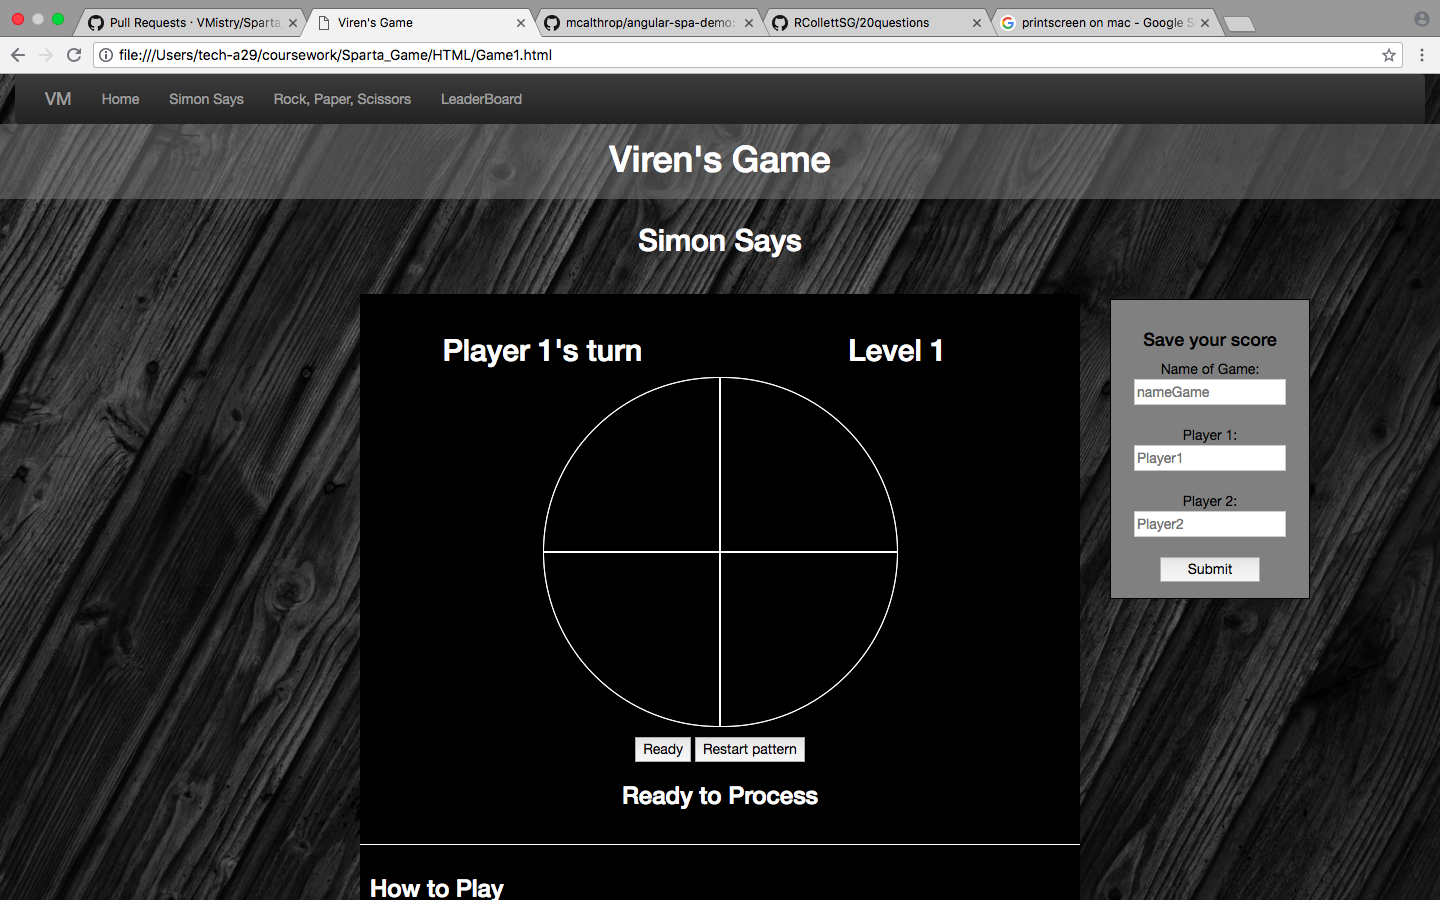 Pull Requests · VMistry/Sparta
Viren's Game
mcalthrop/angular-spa-demo:
RCollettSG/20questions
printscreen on mac - Google S
file:///Users/tech-a29/coursework/Sparta_Game/HTML/Game1.html
VM Home Simon Says Rock, Paper, Scissors LeaderBoard
Viren's Game
Simon Says
Player 1's turn Level 1
Ready Restart pattern
Ready to Process
How to Play
Save your score
Name of Game:
nameGame
Player 1:
Player1
Player 2:
Player2
Submit